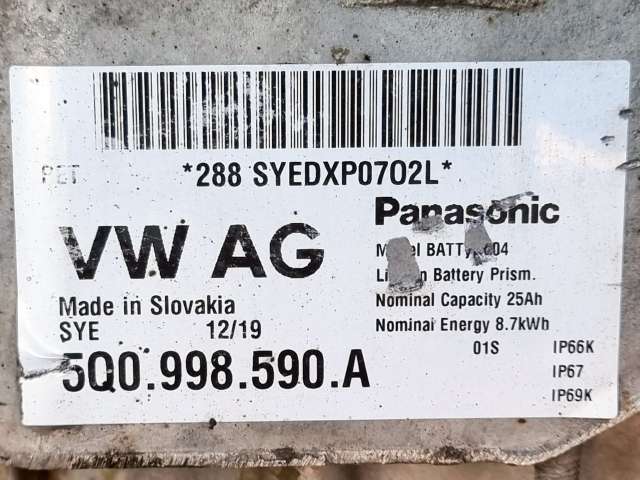 *288 SYEDXP0702L*
PET
VW AG
Panasonic
Battery Prism.
Nominal Capacity 25Ah
Nominal Energy 8.7kWh
Made in Slovakia
SYE 12/19
01S IP66K
5Q0.998.590.A
IP67
IP69K